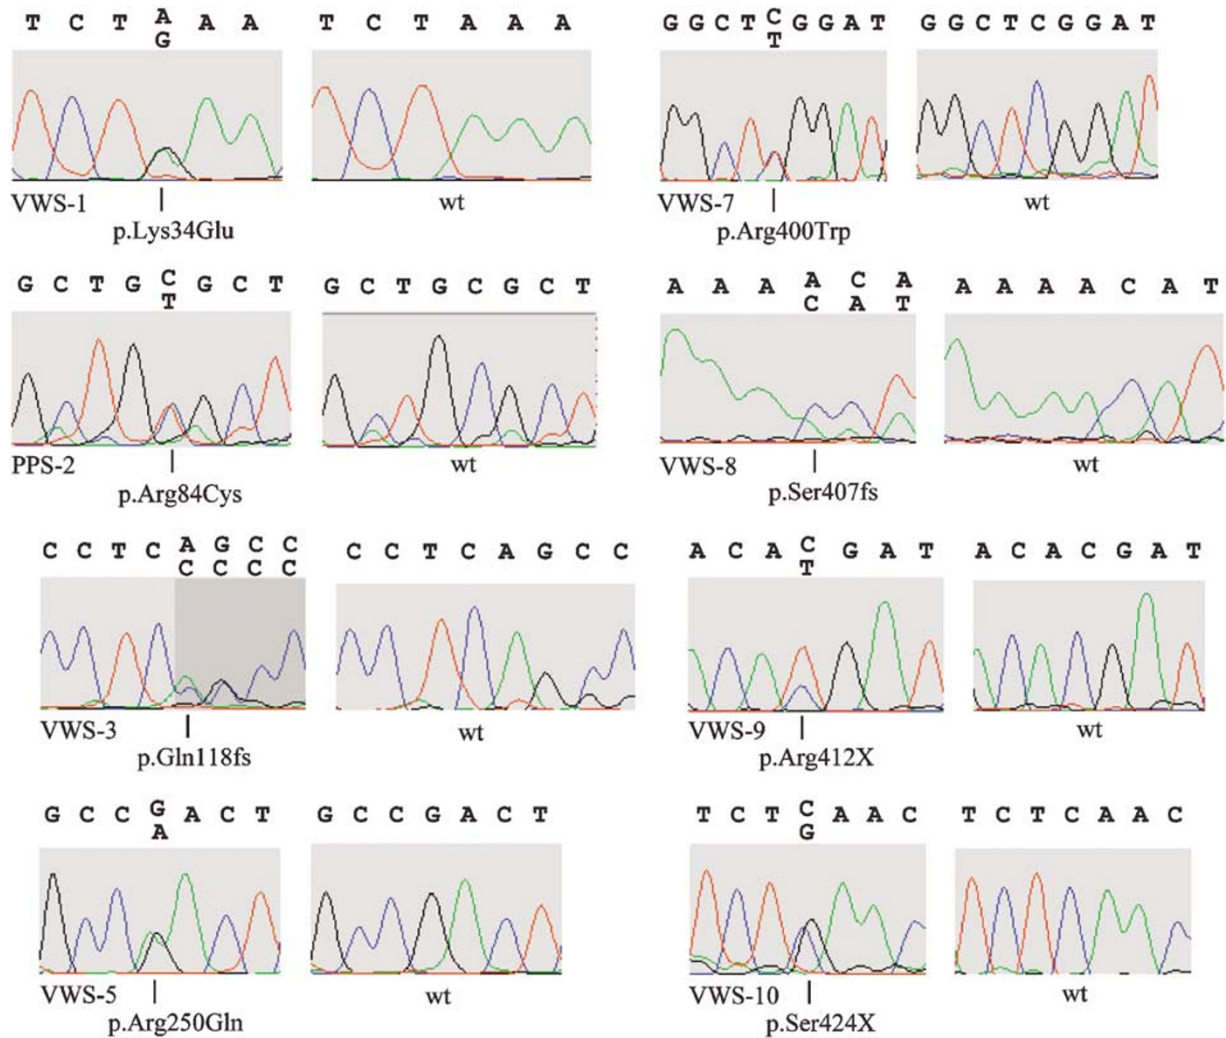 T C T A A A
G
T C T A A A
VWS-1
wt
p.Lys34Glu
G G C T C G G A T
T
G G C T C G G A T
VWS-7
wt
p.Arg400Trp
G C T G C G C T
T
G C T G C G C T
PPS-2
wt
p.Arg84Cys
A A A A C A
C A T
A A A A C A T
VWS-8
wt
p.Ser407fs
C C T C A G C C
C C C C
C C T C A G C C
VWS-3
wt
p.Gln118fs
A C A C G A T
T
A C A C G A T
VWS-9
wt
p.Arg412X
G C C G A C T
A
G C C G A C T
VWS-5
wt
p.Arg250Gln
T C T C A A C
G
T C T C A A C
VWS-10
wt
p.Ser424X